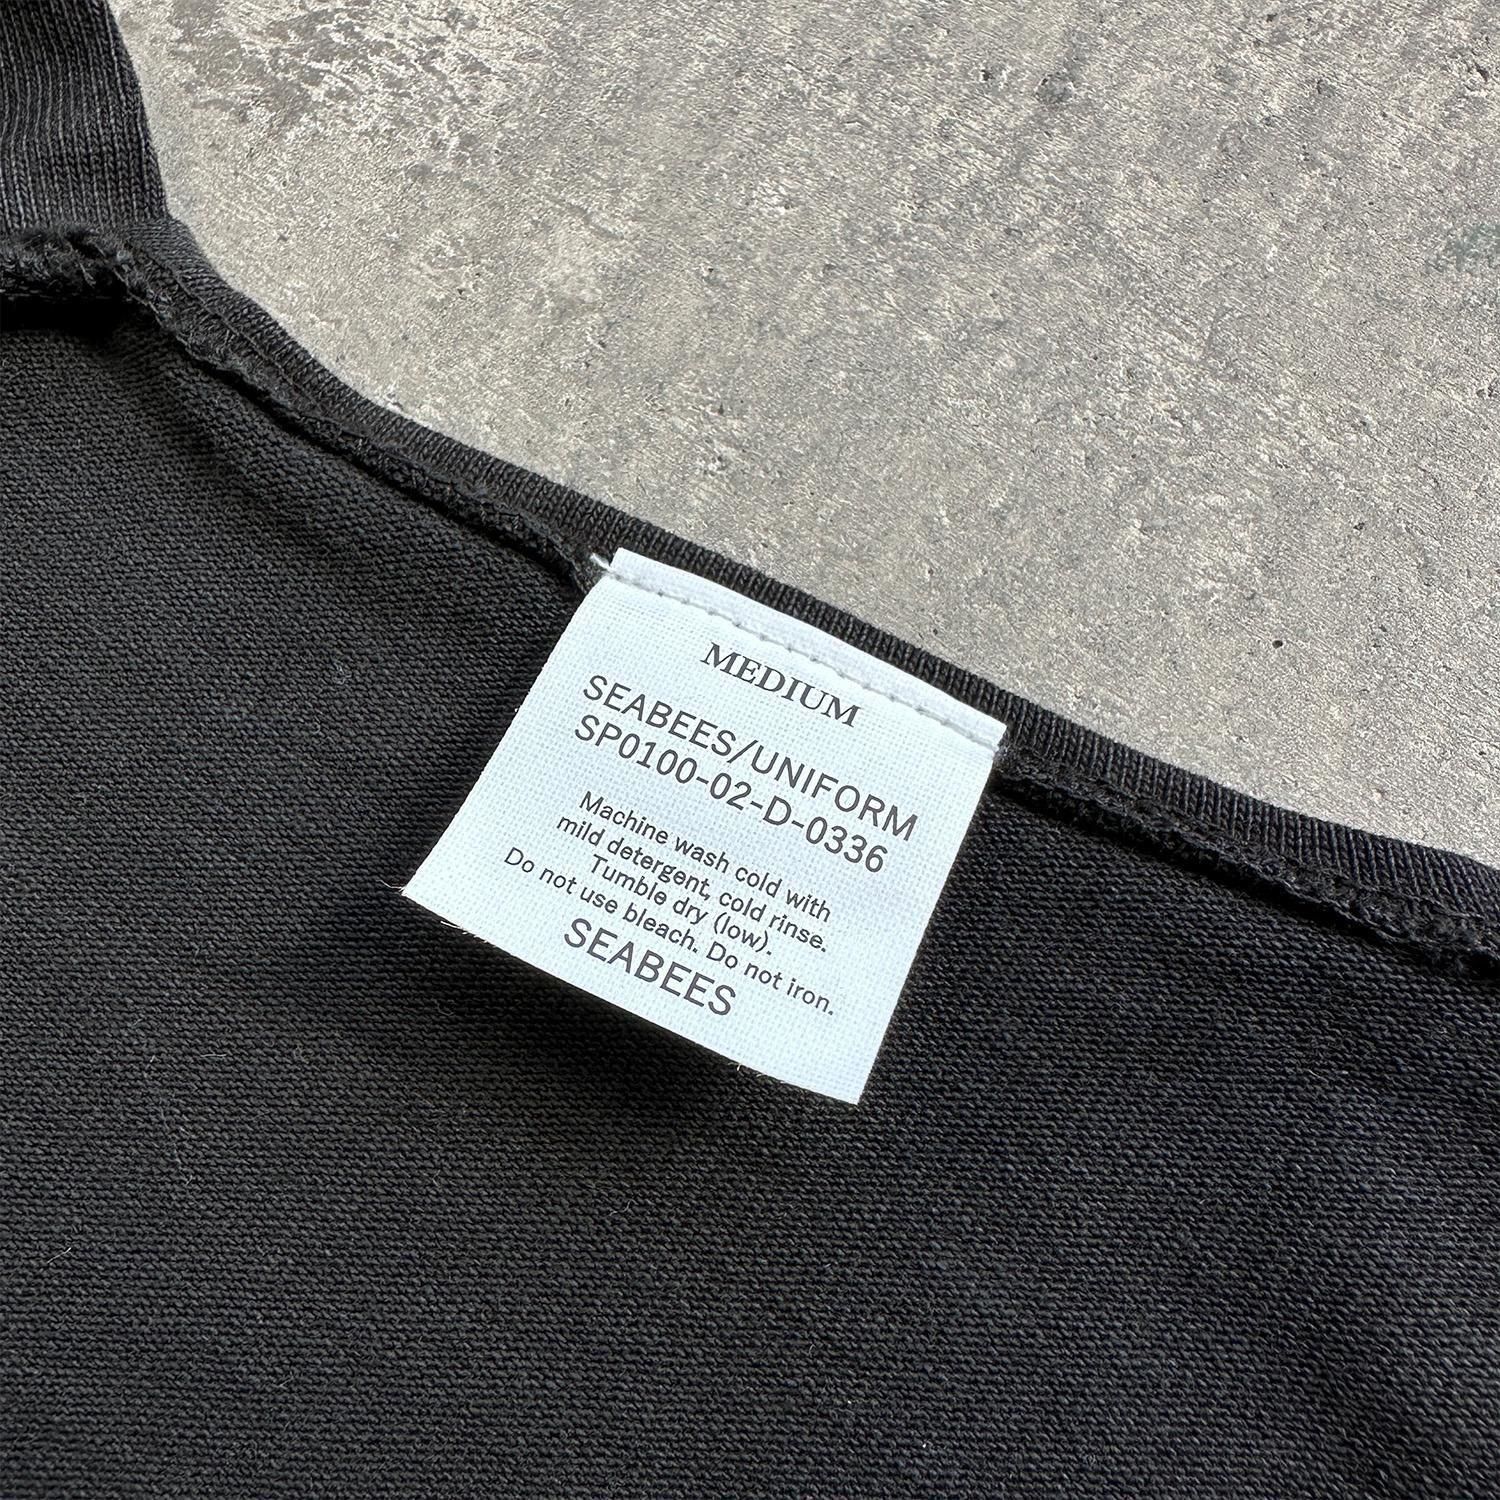 MEDIUM
SEABEES/UNIFORM
SP0100-02-D-0336
Machine wash cold with
mild detergent, cold rinse.
Tumble dry (low).
Do not use bleach. Do not iron.
SEABEES